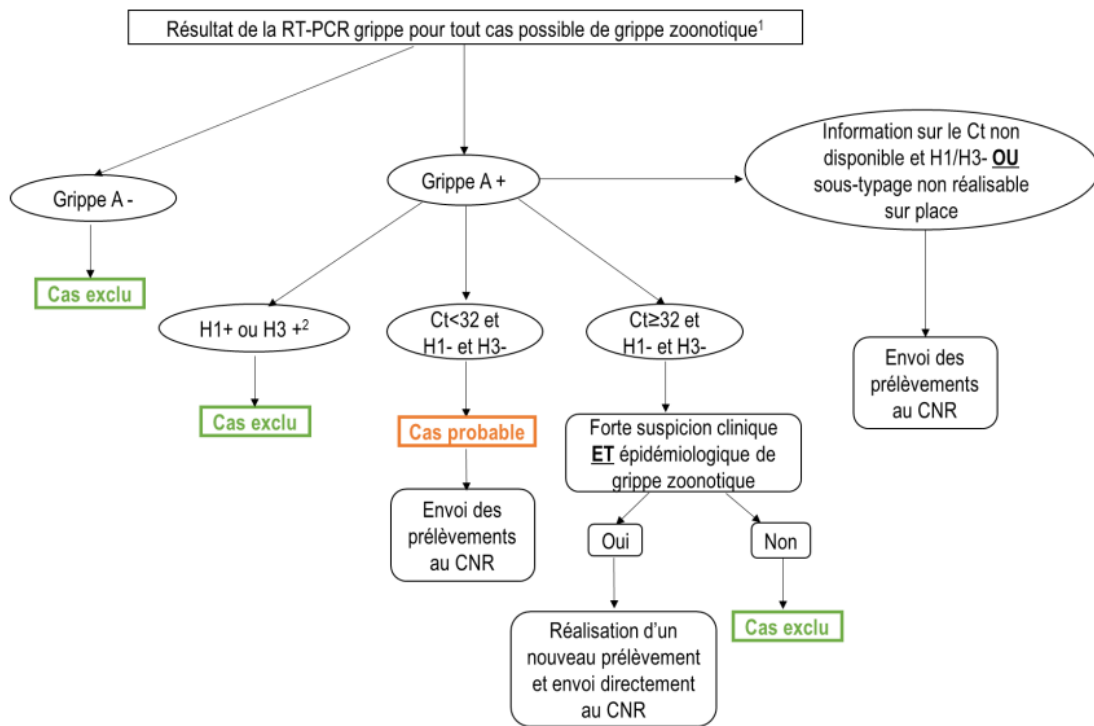 Résultat de la RT-PCR grippe pour tout cas possible de grippe zoonotique¹
Grippe A -
Cas exclu
Grippe A +
Information sur le Ct non
disponible et H1/H3- OU
sous-typage non réalisable
sur place
Envoi des
prélèvements
au CNR
H1+ ou H3 +²
Cas exclu
Ct<32 et
H1- et H3-
Cas probable
Envoi des
prélèvements
au CNR
Ct≥32 et
H1- et H3-
Forte suspicion clinique
ET épidémiologique de
grippe zoonotique
Oui
Non
Réalisation d’un
nouveau prélèvement
et envoi directement
au CNR
Cas exclu